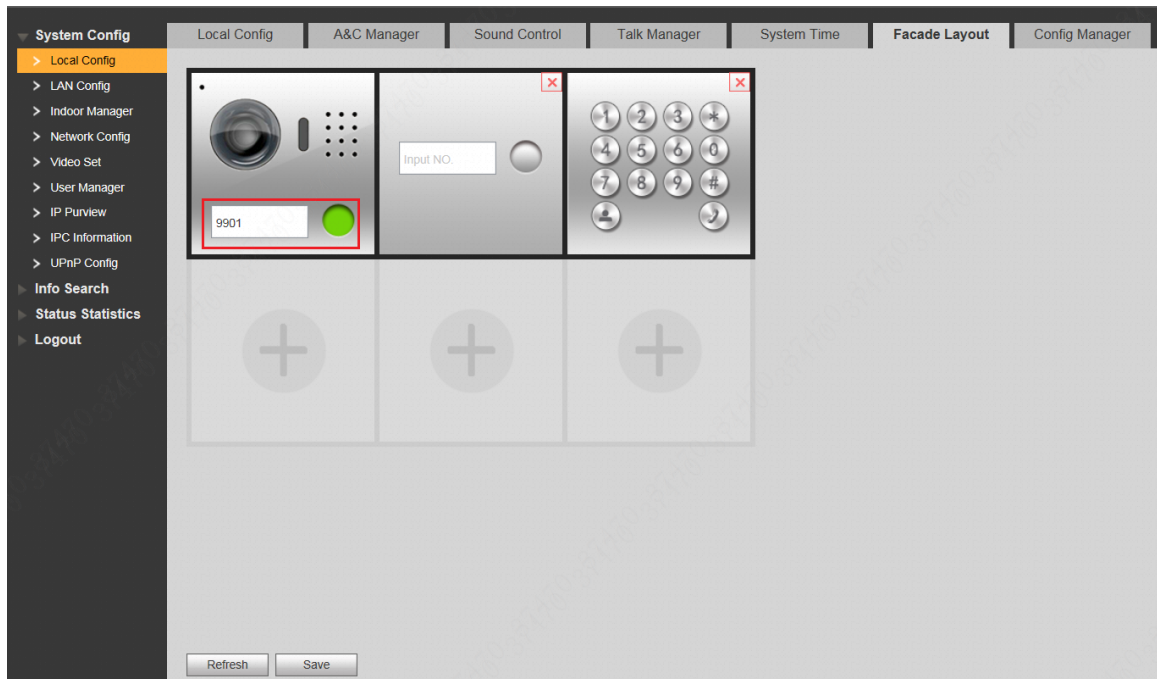 System Config
Local Config
LAN Config
Indoor Manager
Network Config
Video Set
User Manager
IP Purview
IPC Information
UPnP Config
Info Search
Status Statistics
Logout
Local Config A&C Manager Sound Control Talk Manager System Time Facade Layout Config Manager
9901
Input NO.
1 2 3 *
4 5 6 0
7 8 9 #
Refresh Save